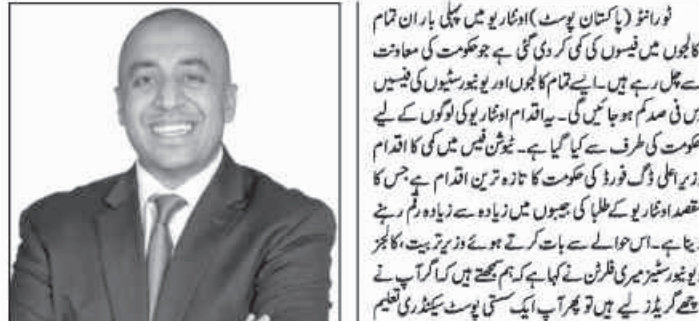 ٹورانٹو (پاکستان پوسٹ) اونٹاریو میں پہلی بار ان تمام
کالجوں میں فیسوں کی کمی کر دی گئی ہے جو حکومت کی معاونت
سے چل رہے ہیں۔ ایسے تمام کالجوں اور یونیورسٹیوں کی فیسیں
فی صد کم ہو جائیں گی۔ یہ اقدام اونٹاریو کی لوگوں کے لیے
حکومت کی طرف سے کیا گیا ہے۔ ٹیوشن فیس میں کمی کا اقدام
زیر اعلی ڈگ فورڈ کی حکومت کا تازہ ترین اقدام ہے جس کا
مقصد اونٹاریو کے طلبا کی جیبوں میں زیادہ سے زیادہ رقم رہنے
دینا ہے۔ اس حوالے سے بات کرتے ہوئے وزیر تربیت، کالجز
یونیورسٹیز میری فلرٹن نے کہا ہے کہ ہم سمجھتے ہیں کہ اگر آپ نے
چھے گریڈز لیے ہیں تو پھر آپ ایک سستی پوسٹ سیکنڈری تعلیم